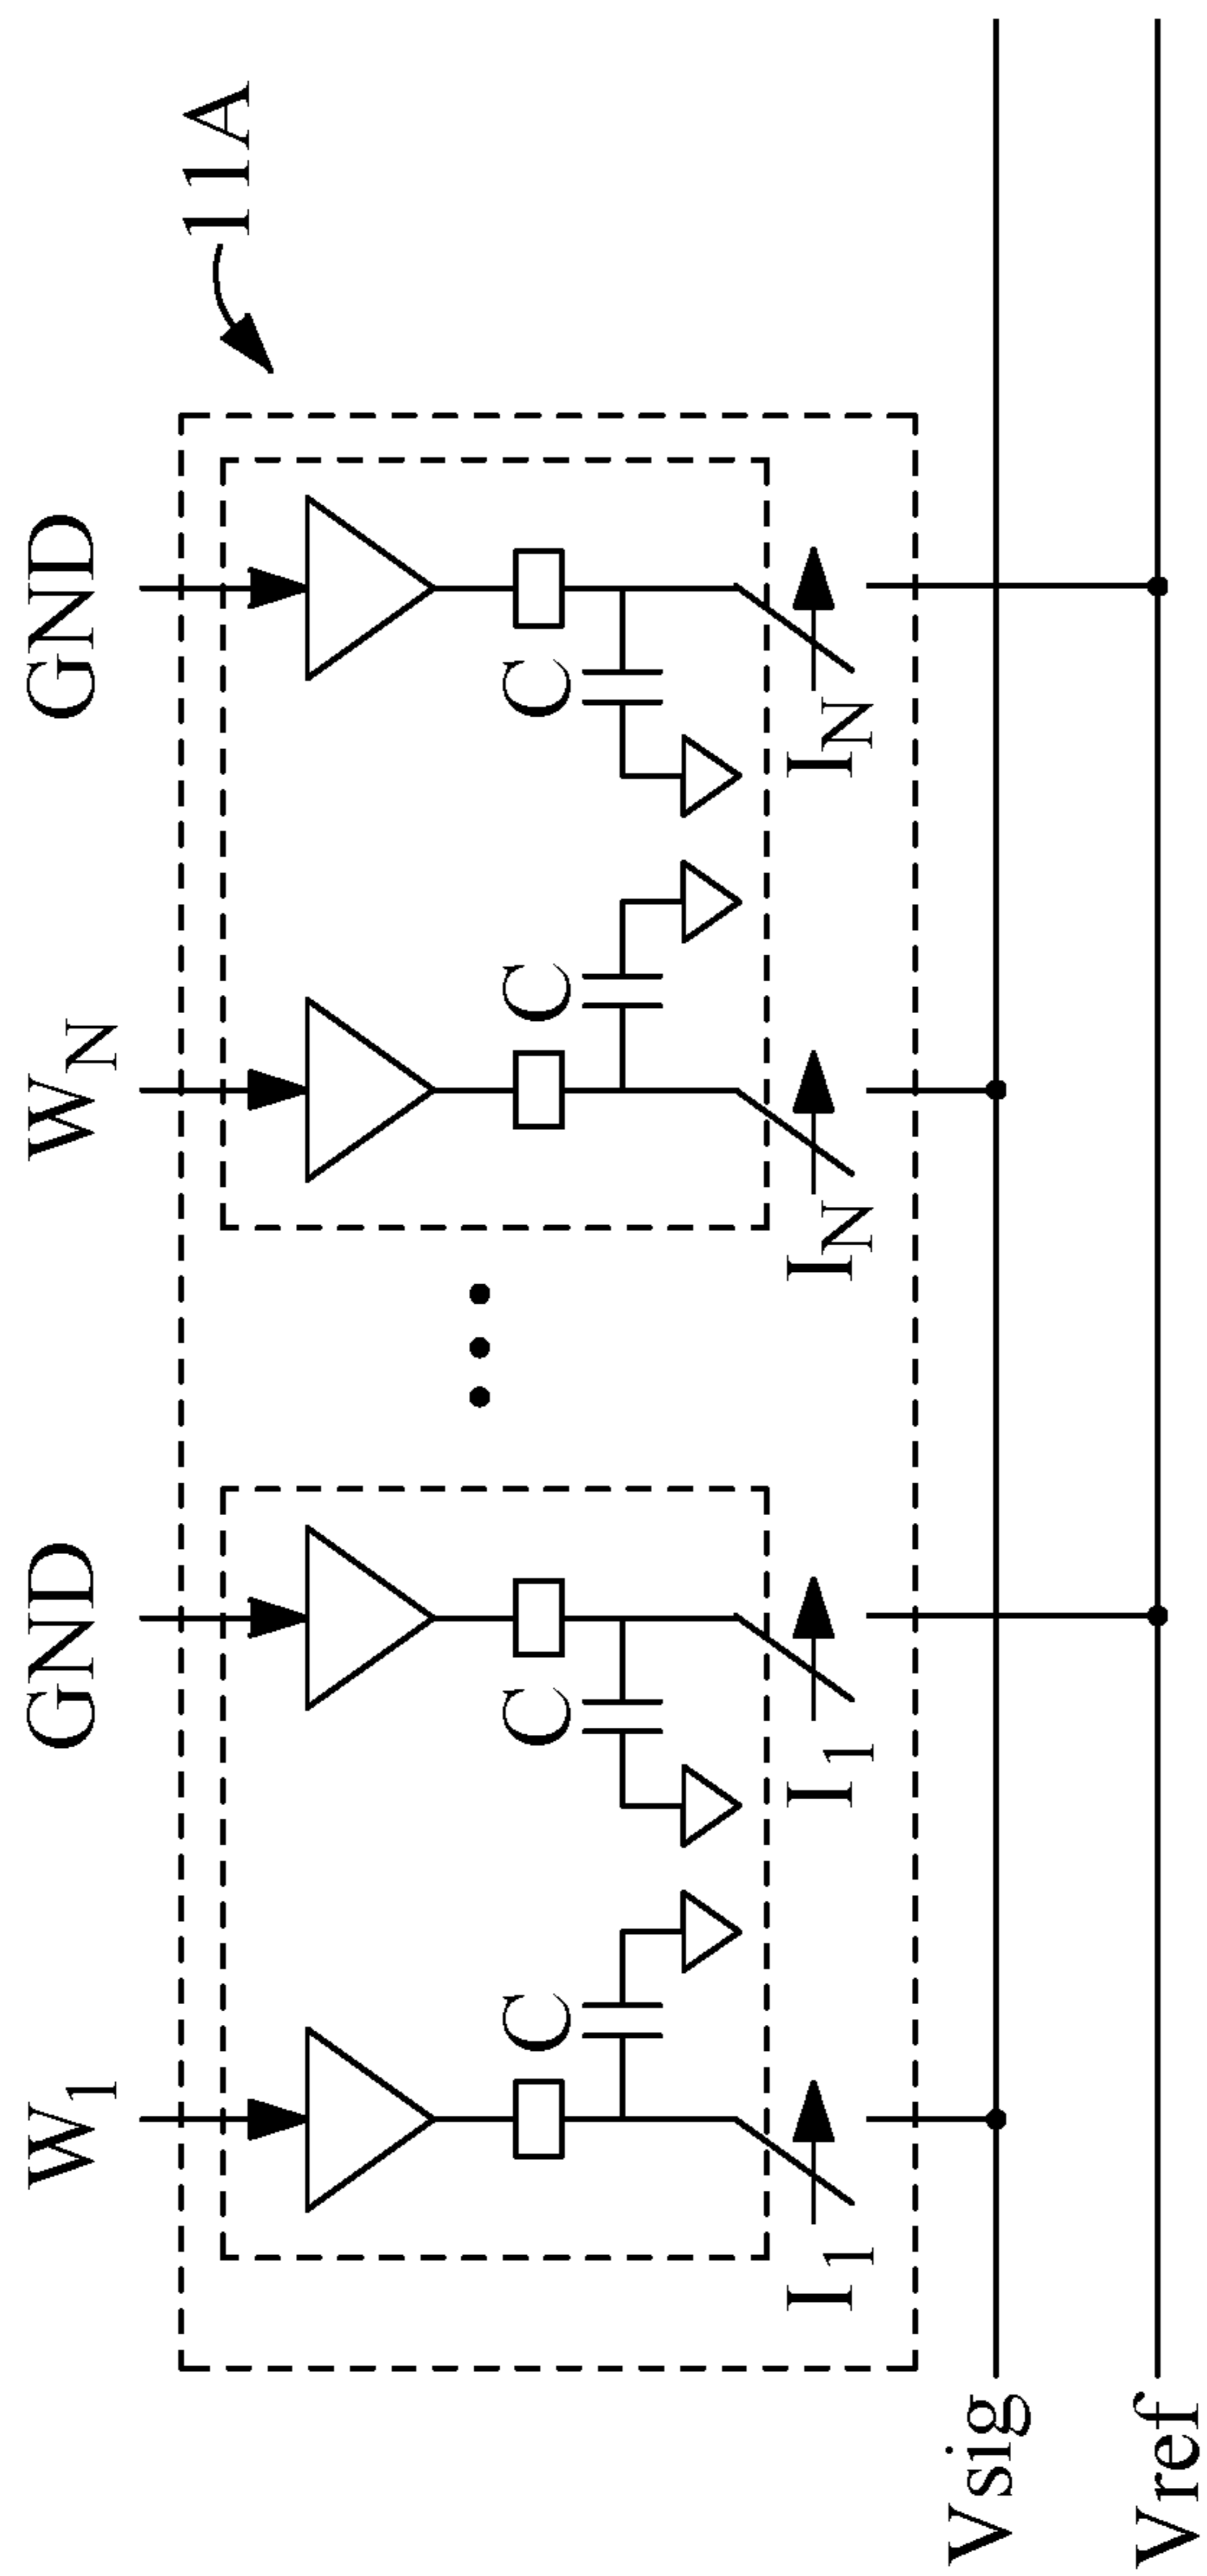 11A
W1 GND WN GND
C C C C
I1 I1 IN IN
Vsig
Vref